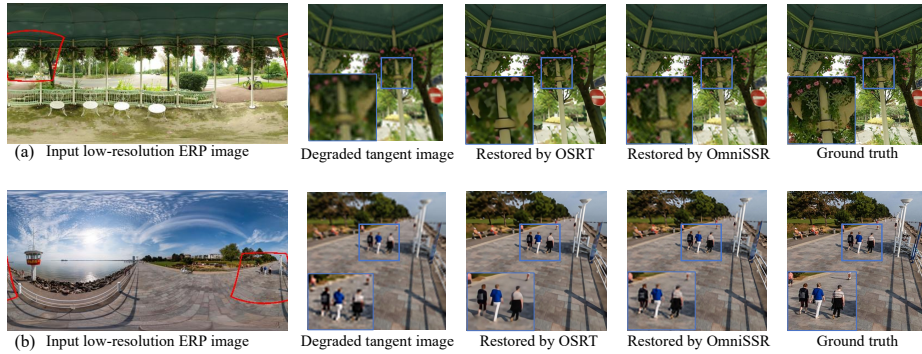 (a) Input low-resolution ERP image
Degraded tangent image
Restored by OSRT
Restored by OmniSSR
Ground truth
(b) Input low-resolution ERP image
Degraded tangent image
Restored by OSRT
Restored by OmniSSR
Ground truth